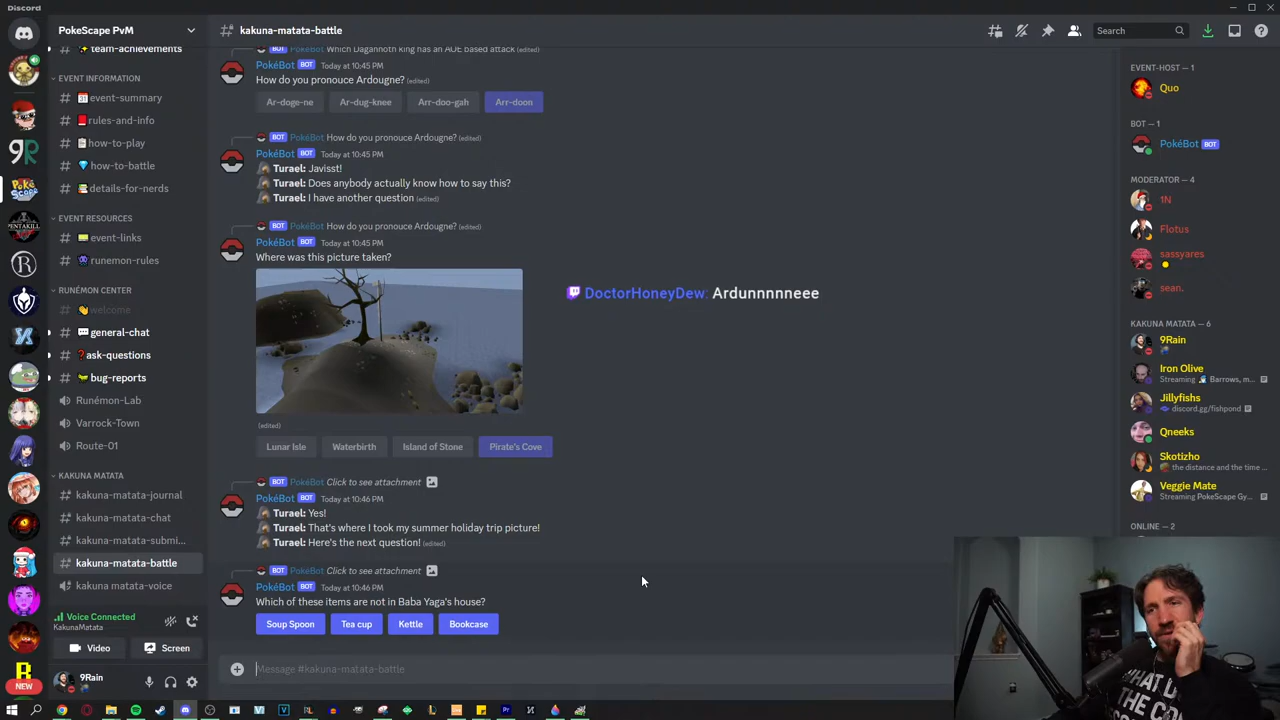 Discord
PokeScape PvM
kakuna-matata-battle
Search
team-achievements
EVENT INFORMATION
event-summary
rules-and-info
how-to-play
how-to-battle
details-for-nerds
EVENT RESOURCES
event-links
runemon-rules
RUNÉMON CENTER
welcome
general-chat
ask-questions
bug-reports
Runémon-Lab
Varrock-Town
Route-01
KAKUNA MATATA
kakuna-matata-journal
kakuna-matata-chat
kakuna-matata-submi...
kakuna-matata-battle
kakuna matata-voice
Voice Connected
KakunaMatata
Video
Screen
9Rain
NEW
BOT PokéBot Which Dagannoth king has an AOE based attack (edited)
PokéBot BOT Today at 10:45 PM
How do you pronouce Ardougne? (edited)
Ar-doge-ne Ar-dug-knee Arr-doo-gah Arr-doon
BOT PokéBot How do you pronouce Ardougne? (edited)
PokéBot BOT Today at 10:45 PM
Turael: Javisst!
Turael: Does anybody actually know how to say this?
Turael: I have another question (edited)
BOT PokéBot How do you pronouce Ardougne? (edited)
PokéBot BOT Today at 10:45 PM
Where was this picture taken?
DoctorHoneyDew: Ardunnnnneee
(edited)
Lunar Isle Waterbirth Island of Stone Pirate's Cove
BOT PokéBot Click to see attachment
PokéBot BOT Today at 10:46 PM
Turael: Yes!
Turael: That's where I took my summer holiday trip picture!
Turael: Here's the next question! (edited)
BOT PokéBot Click to see attachment
PokéBot BOT Today at 10:46 PM
Which of these items are not in Baba Yaga's house?
Soup Spoon Tea cup Kettle Bookcase
Message #kakuna-matata-battle
EVENT-HOST — 1
Quo
BOT — 1
PokéBot BOT
MODERATOR — 4
1N
Flotus
sassyares
sean.
KAKUNA MATATA — 6
9Rain
Iron Olive
Streaming Barrows, m...
Jillyfishs
discord.gg/fishpond
Qneeks
Skotizho
the distance and the time ...
Veggie Mate
Streaming PokeScape Gy...
ONLINE — 2